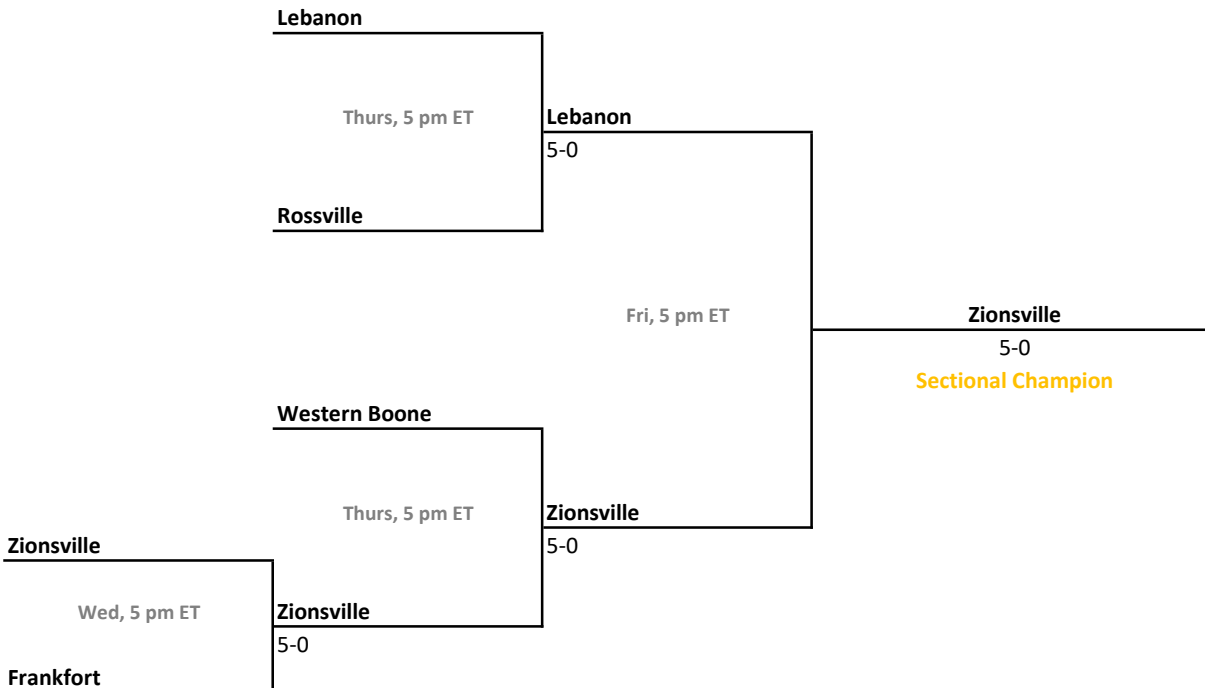 Lebanon
Thurs, 5 pm ET
Lebanon
5-0
Rossville
Fri, 5 pm ET
Zionsville
5-0
Sectional Champion
Western Boone
Thurs, 5 pm ET
Zionsville
5-0
Zionsville
Wed, 5 pm ET
Zionsville
5-0
Frankfort